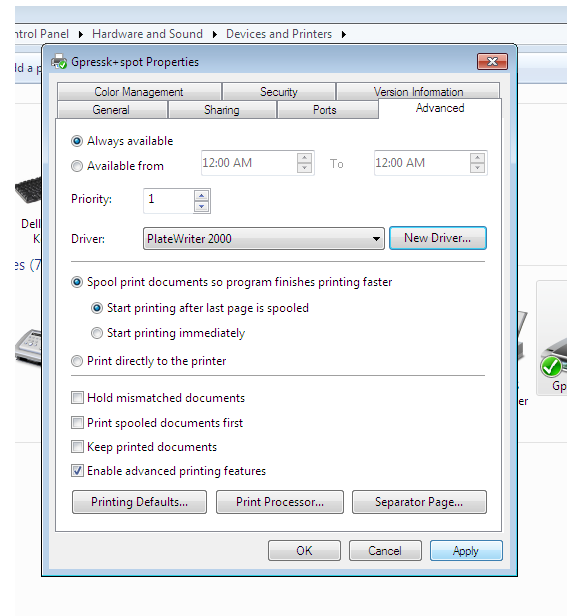 ntrol Panel Hardware and Sound Devices and Printers
dd a p
Gpressk+spot Properties
Color Management Security Version Information
General Sharing Ports Advanced
Always available
Available from 12:00 AM To 12:00 AM
Priority: 1
Dell
K
Driver: PlateWriter 2000 New Driver...
es (7
Spool print documents so program finishes printing faster
Start printing after last page is spooled
Start printing immediately
Print directly to the printer
Gp
er
Hold mismatched documents
Print spooled documents first
Keep printed documents
Enable advanced printing features
Printing Defaults... Print Processor... Separator Page...
OK Cancel Apply